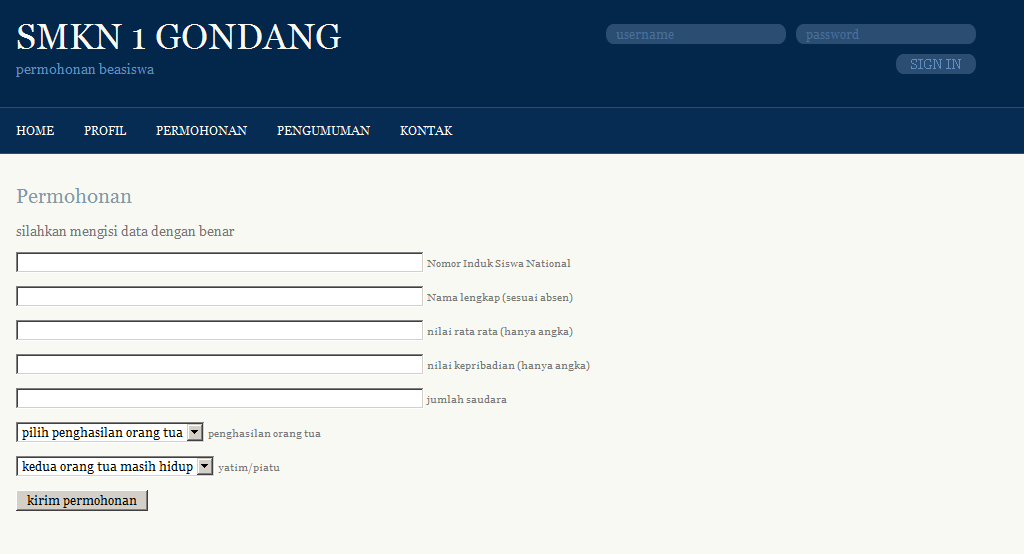 SMKN 1 GONDANG
permohonan beasiswa
username password
SIGN IN
HOME PROFIL PERMOHONAN PENGUMUMAN KONTAK
Permohonan
silahkan mengisi data dengan benar
Nomor Induk Siswa National
Nama lengkap (sesuai absen)
nilai rata rata (hanya angka)
nilai kepribadian (hanya angka)
jumlah saudara
pilih penghasilan orang tua penghasilan orang tua
kedua orang tua masih hidup yatim/piatu
kirim permohonan